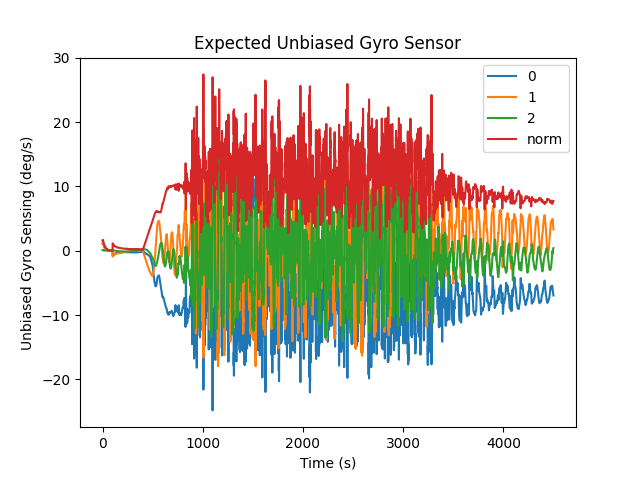 Expected Unbiased Gyro Sensor
30
20
10
0
−10
−20
Unbiased Gyro Sensing (deg/s)
0
1
2
norm
0 1000 2000 3000 4000
Time (s)